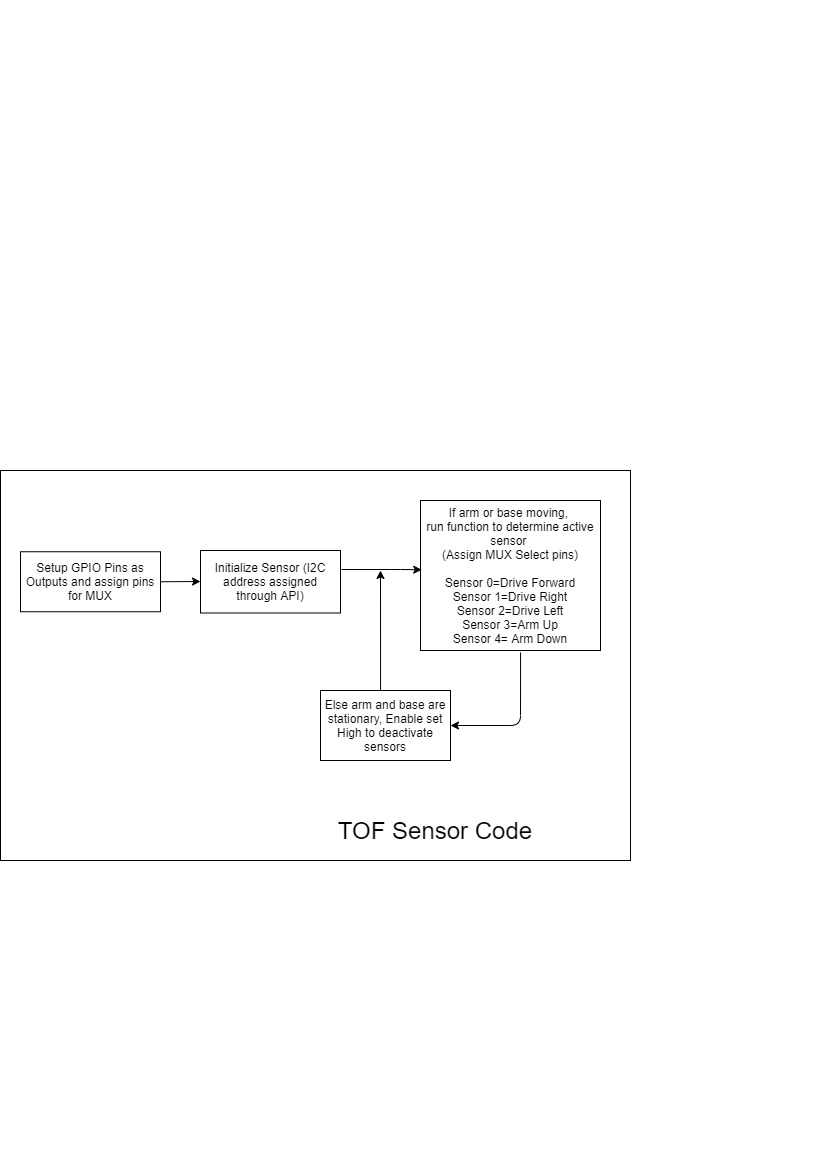 Setup GPIO Pins as
Outputs and assign pins
for MUX
Initialize Sensor (I2C
address assigned
through API)
If arm or base moving,
run function to determine active
sensor
(Assign MUX Select pins)
Sensor 0=Drive Forward
Sensor 1=Drive Right
Sensor 2=Drive Left
Sensor 3=Arm Up
Sensor 4= Arm Down
Else arm and base are
stationary, Enable set
High to deactivate
sensors
TOF Sensor Code